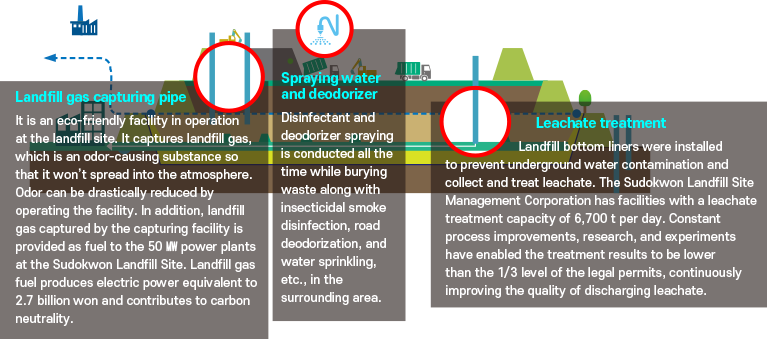 Landfill gas capturing pipe
It is an eco-friendly facility in operation
at the landfill site. It captures landfill gas,
which is an odor-causing substance so
that it won't spread into the atmosphere.
Odor can be drastically reduced by
operating the facility. In addition, landfill
gas captured by the capturing facility is
provided as fuel to the 50 ㎿ power plants
at the Sudokwon Landfill Site. Landfill gas
fuel produces electric power equivalent to
2.7 billion won and contributes to carbon
neutrality.
Spraying water
and deodorizer
Disinfectant and
deodorizer spraying
is conducted all the
time while burying
waste along with
insecticidal smoke
disinfection, road
deodorization, and
water sprinkling,
etc., in the
surrounding area.
Leachate treatment
Landfill bottom liners were installed
to prevent underground water contamination and
collect and treat leachate. The Sudokwon Landfill Site
Management Corporation has facilities with a leachate
treatment capacity of 6,700 t per day. Constant
process improvements, research, and experiments
have enabled the treatment results to be lower
than the 1/3 level of the legal permits, continuously
improving the quality of discharging leachate.